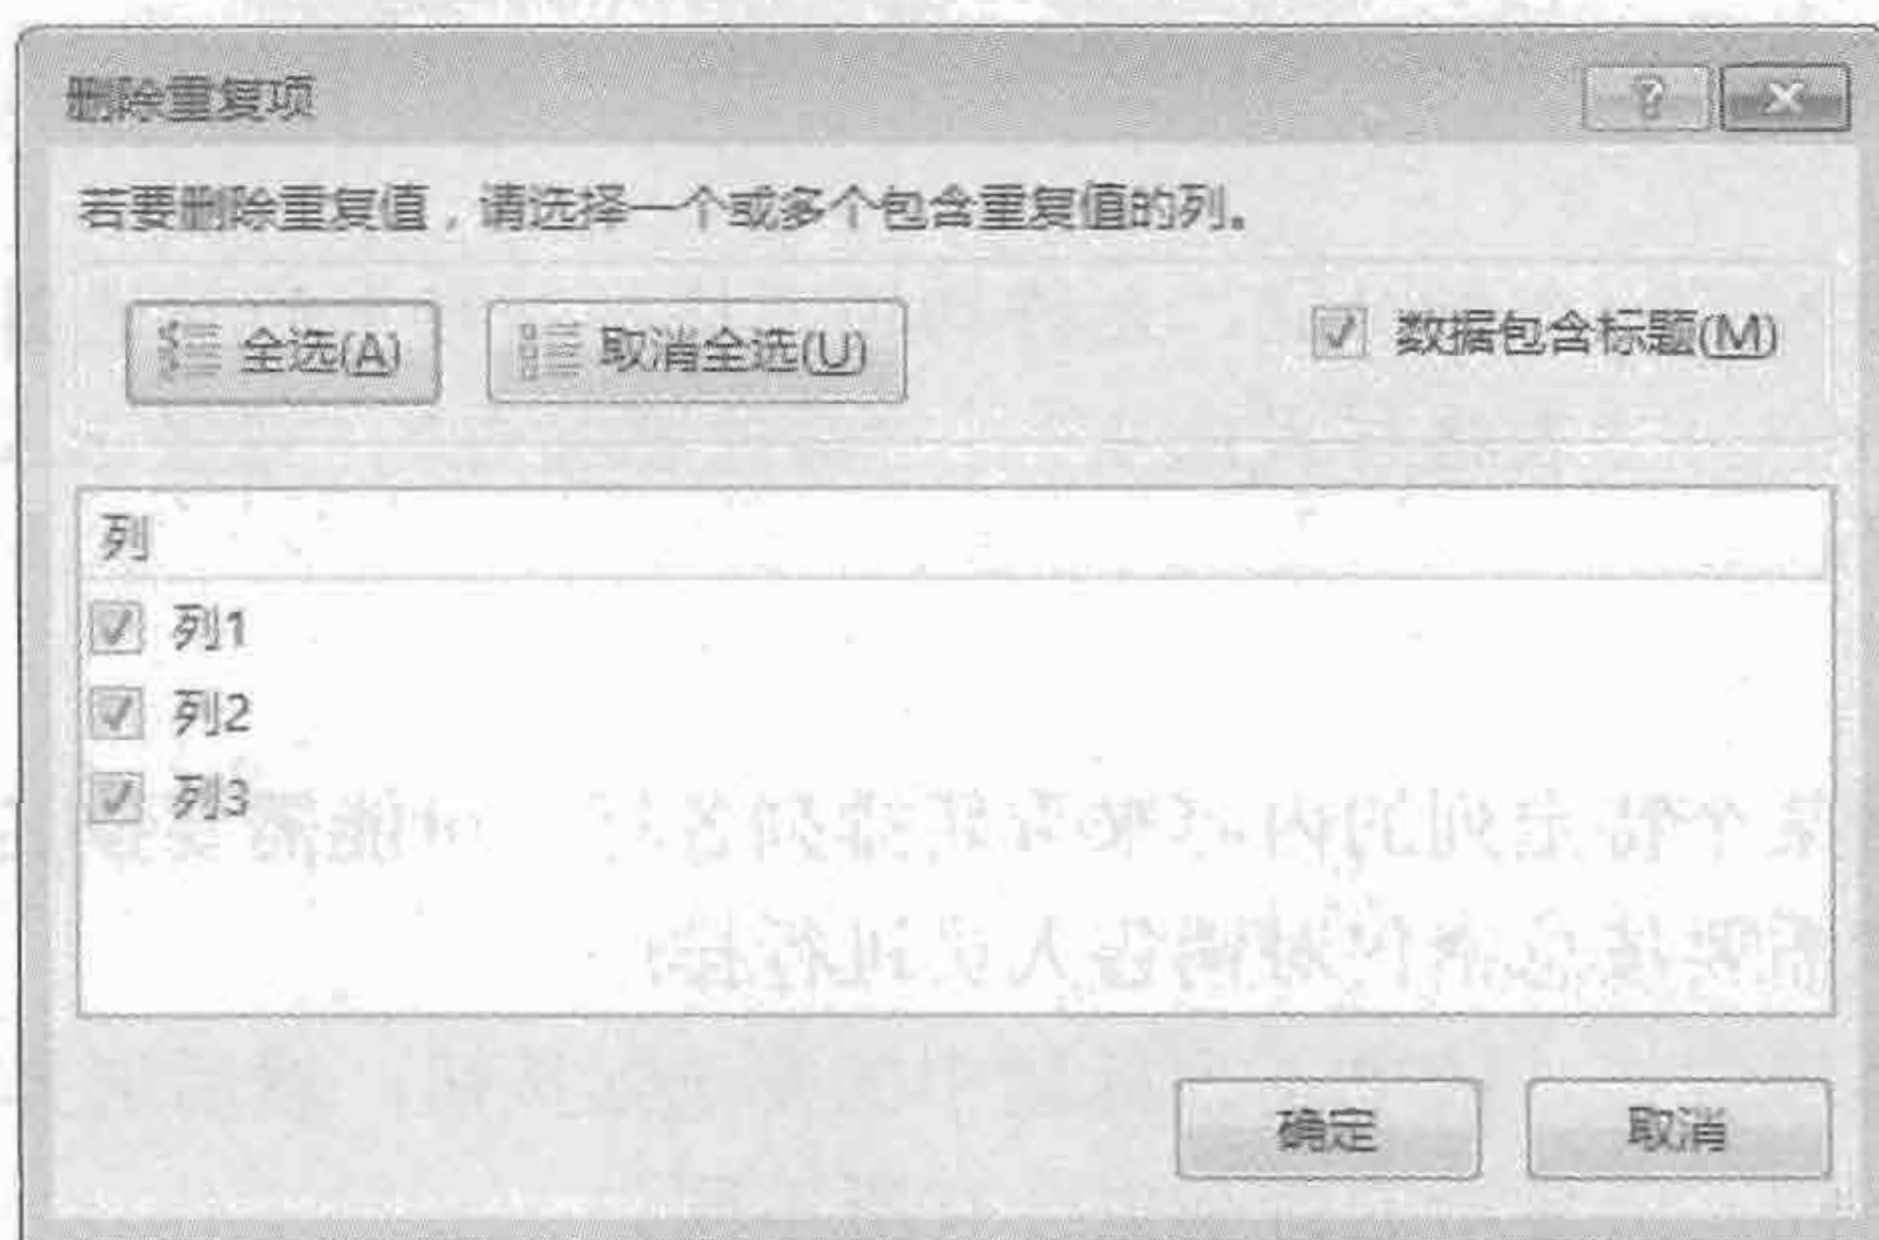 删除重复项
?
若要删除重复值，请选择一个或多个包含重复值的列。
全选(A) 取消全选(U) 数据包含标题(M)
列
列1
列2
列3
确定 取消